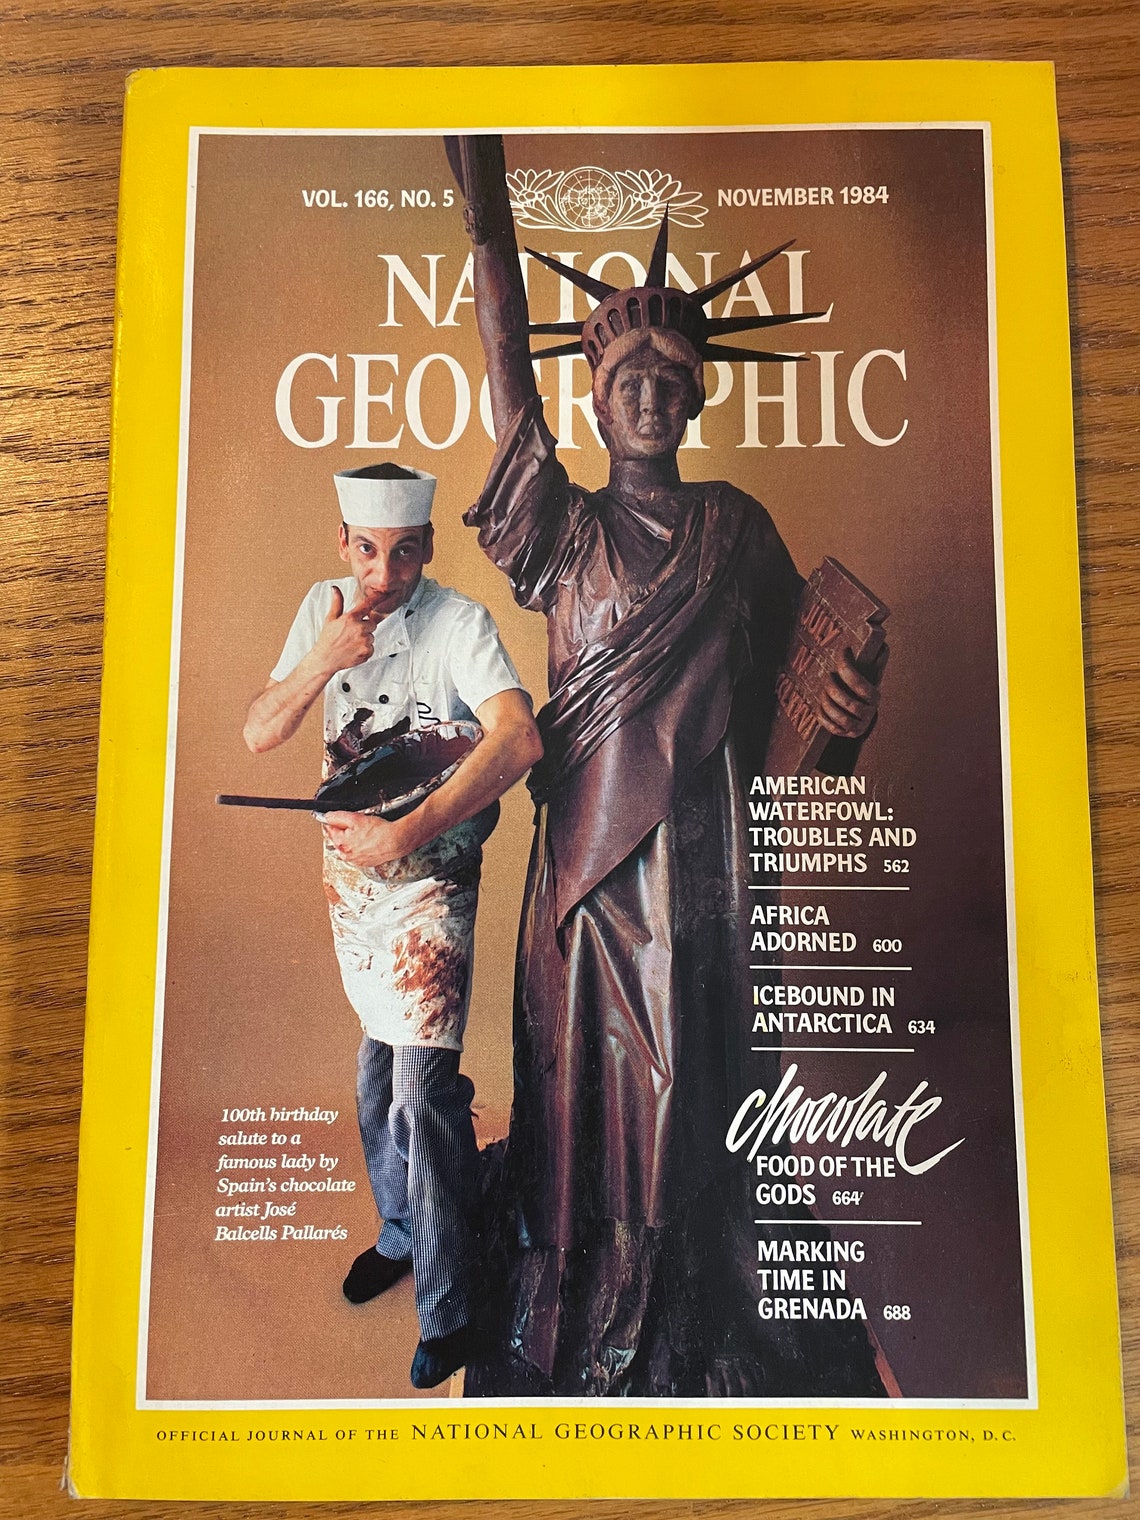 VOL. 166, NO. 5
NOVEMBER 1984
NATIONAL
GEOGRAPHIC
JULY
IV
AMERICAN
WATERFOWL:
TROUBLES AND
TRIUMPHS 562
AFRICA
ADORNED 600
ICEBOUND IN
ANTARCTICA 634
chocolate
FOOD OF THE
GODS 664
MARKING
TIME IN
GRENADA 688
100th birthday
salute to a
famous lady by
Spain's chocolate
artist José
Balcells Pallarés
OFFICIAL JOURNAL OF THE NATIONAL GEOGRAPHIC SOCIETY WASHINGTON, D.C.